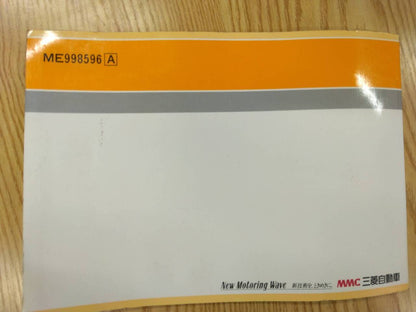 ME998596 A
New Motoring Wave MMC 三菱自動車